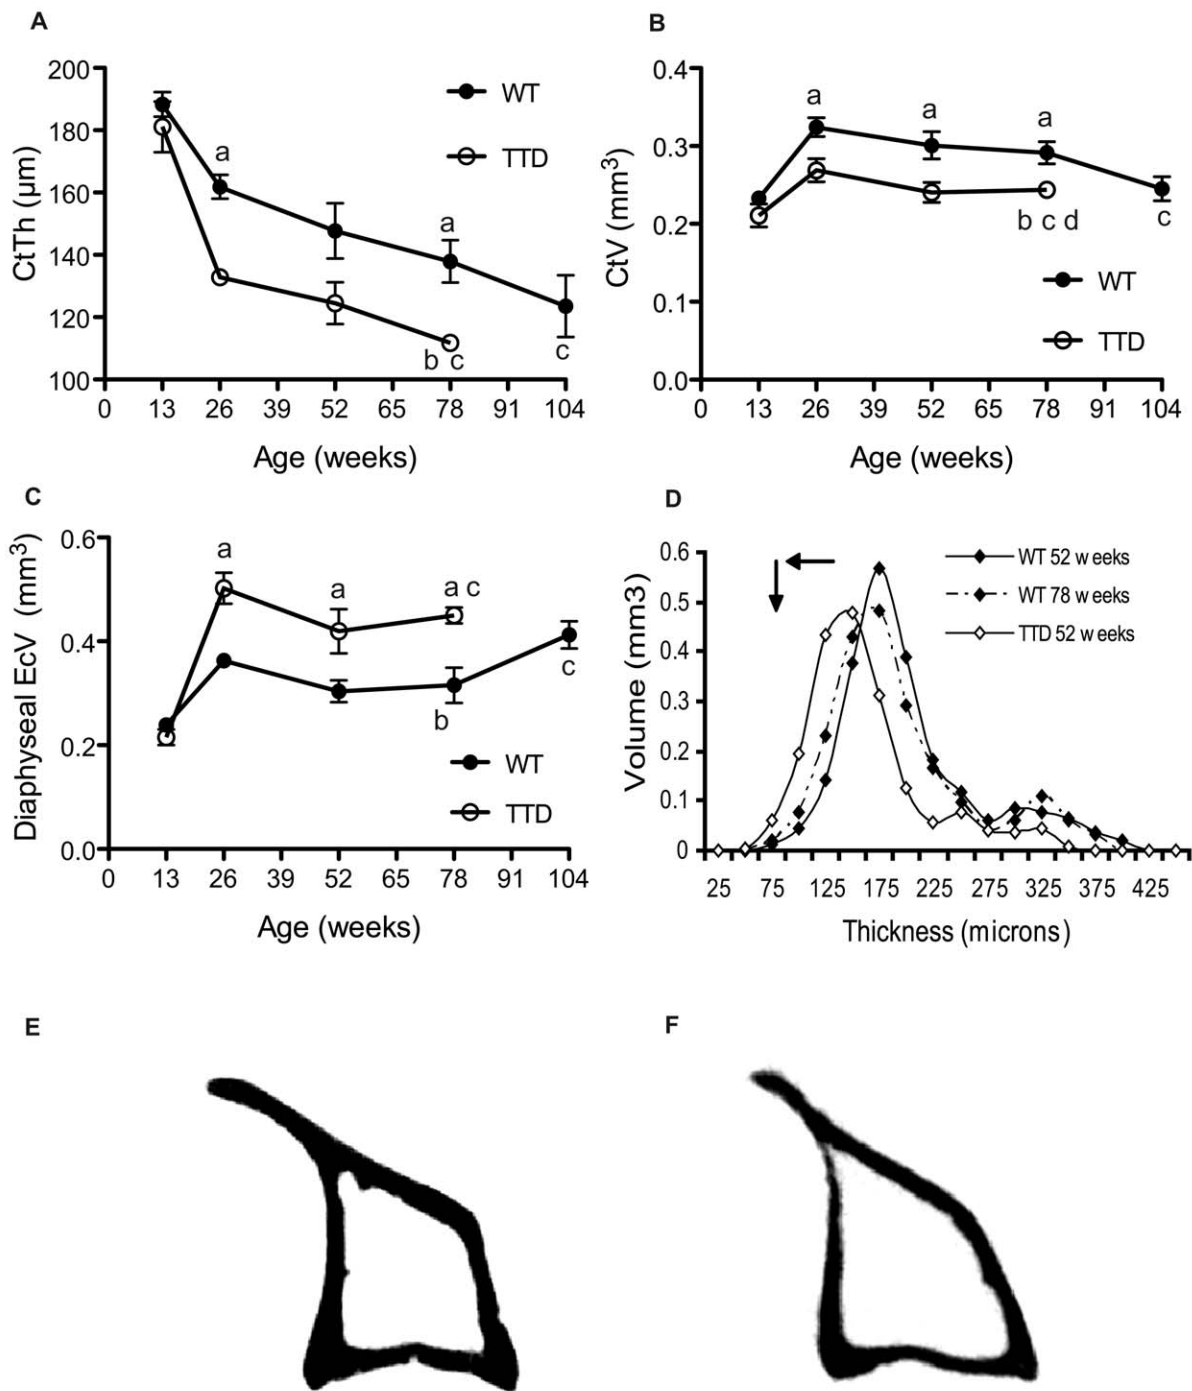 A
CtTh (µm)
200
180
160
140
120
100
a
a
b c
c
WT
TTD
0 13 26 39 52 65 78 91 104
Age (weeks)
B
CtV (mm³)
0.4
0.3
0.2
0.1
0.0
a
a
a
b c d
c
WT
TTD
0 13 26 39 52 65 78 91 104
Age (weeks)
C
Diaphyseal EcV (mm³)
0.6
0.4
0.2
0.0
a
a
a c
b
c
WT
TTD
0 13 26 39 52 65 78 91 104
Age (weeks)
D
Volume (mm3)
0.6
0.5
0.4
0.3
0.2
0.1
0
WT 52 weeks
WT 78 weeks
TTD 52 weeks
25 75 125 175 225 275 325 375 425
Thickness (microns)
E
F